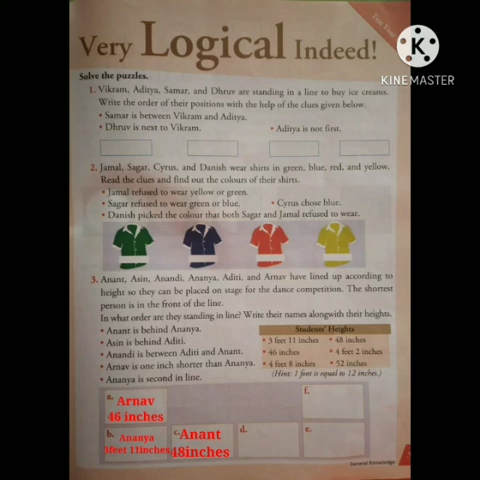 Very Logical Indeed!
K
KINEMASTER
Solve the puzzles.
1. Vikram, Aditya, Samar, and Dhruv are standing in a line to buy ice creams.
Write the order of their positions with the help of the clues given below.
• Samar is between Vikram and Aditya.
• Dhruv is next to Vikram. • Aditya is not first.
2. Jamal, Sagar, Cyrus, and Danish wear shirts in green, blue, red, and yellow.
Read the clues and find out the colours of their shirts.
• Jamal refused to wear yellow or green.
• Sagar refused to wear green or blue. • Cyrus chose blue.
• Danish picked the colour that both Sagar and Jamal refused to wear.
3. Anant, Asin, Anandi, Ananya, Aditi, and Arnav have lined up according to
height so they can be placed on stage for the dance competition. The shortest
person is in the front of the line.
In what order are they standing in line? Write their names alongwith their heights.
• Anant is behind Ananya.
• Asin is behind Aditi.
• Anandi is between Aditi and Anant.
• Arnav is one inch shorter than Ananya.
• Ananya is second in line.
Students' Heights
• 3 feet 11 inches • 48 inches
• 46 inches • 4 feet 2 inches
• 4 feet 8 inches • 52 inches
(Hint: 1 feet is equal to 12 inches.)
a. Arnav
46 inches
f.
b. Ananya
3feet 11inches
c. Anant
48inches
d.
e.
General Knowledge